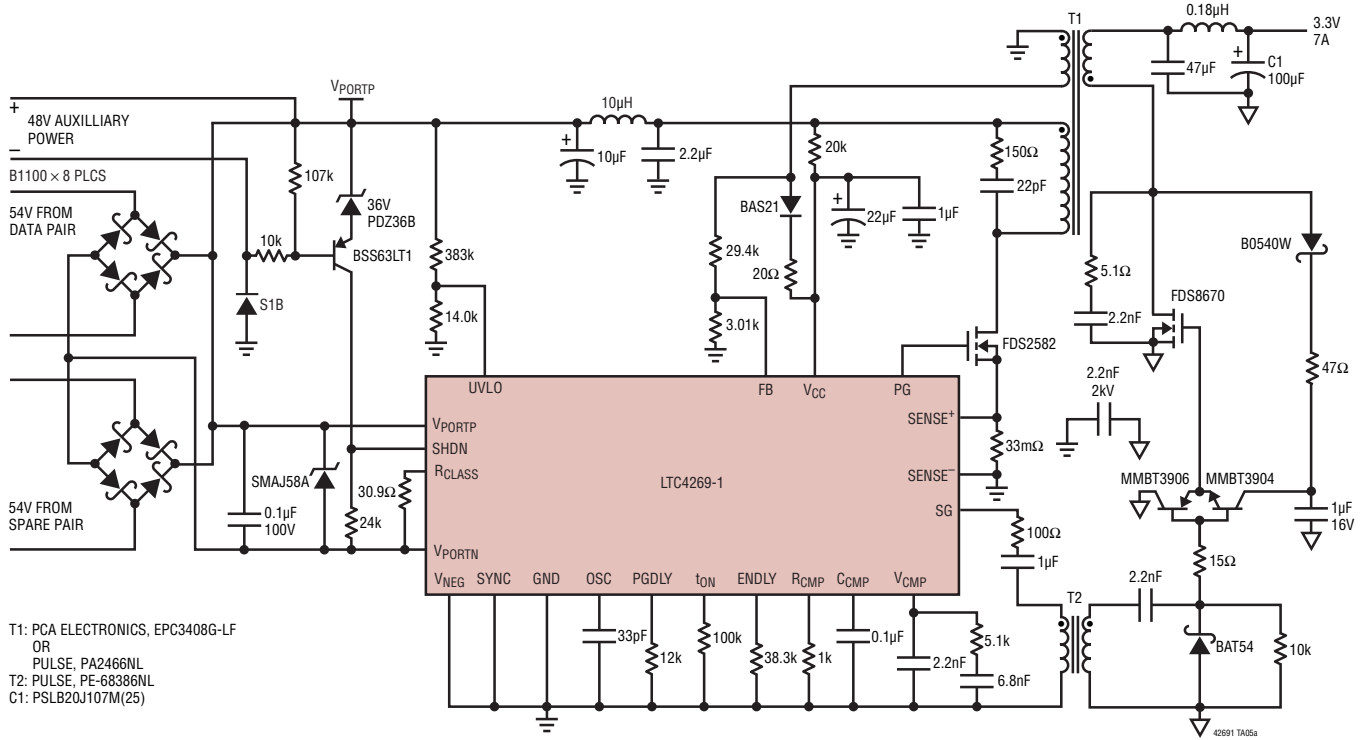 T1
0.18µH
3.3V
7A
+
C1
100µF
47µF
VPORTP
+
48V AUXILLIARY
POWER
–
10µH
+
10µF
2.2µF
20k
150Ω
22pF
B1100 × 8 PLCS
54V FROM
DATA PAIR
107k
36V
PDZ36B
BAS21
+
22µF
1µF
10k
BSS63LT1
383k
29.4k
20Ω
5.1Ω
B0540W
S1B
14.0k
3.01k
2.2nF
FDS8670
FDS2582
47Ω
2.2nF
2kV
UVLO
FB
VCC
PG
VPORTP
SHDN
RCLASS
SENSE+
SENSE–
33mΩ
LTC4269-1
SMAJ58A
30.9Ω
0.1µF
100V
24k
54V FROM
SPARE PAIR
MMBT3906
MMBT3904
SG
100Ω
1µF
1µF
16V
15Ω
VPORTN
VNEG
SYNC
GND
OSC
PGDLY
tON
ENDLY
RCMP
CCMP
VCMP
T2
2.2nF
33pF
12k
100k
38.3k
1k
0.1µF
2.2nF
5.1k
6.8nF
BAT54
10k
T1: PCA ELECTRONICS, EPC3408G-LF
OR
PULSE, PA2466NL
T2: PULSE, PE-68386NL
C1: PSLB20J107M(25)
42691 TA05a